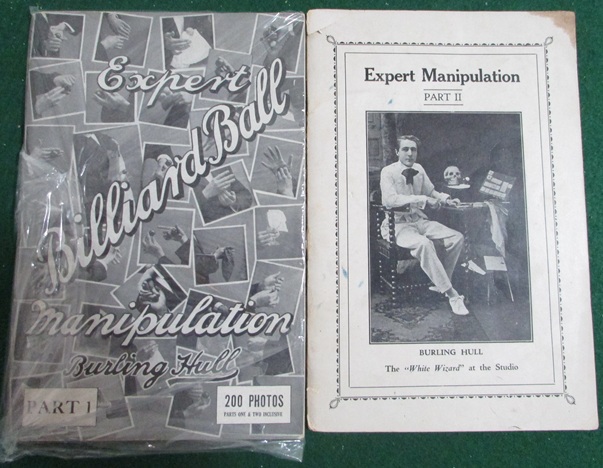 Expert
Billiard Ball
Manipulation
Burling Hull
PART 1
200 PHOTOS
PARTS ONE & TWO INCLUSIVE
Expert Manipulation
PART II
BURLING HULL
The "White Wizard" at the Studio